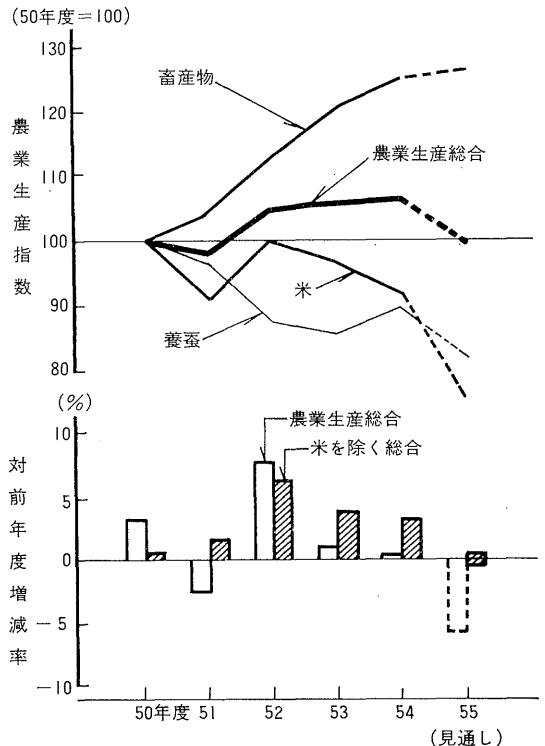 (50年度=100)
農業生産指数
130
120
110
100
90
80
畜産物
農業生産総合
米
養蚕
(%)
対前年度増減率
10
5
0
-5
-10
農業生産総合
米を除く総合
50年度 51 52 53 54 55
(見通し)